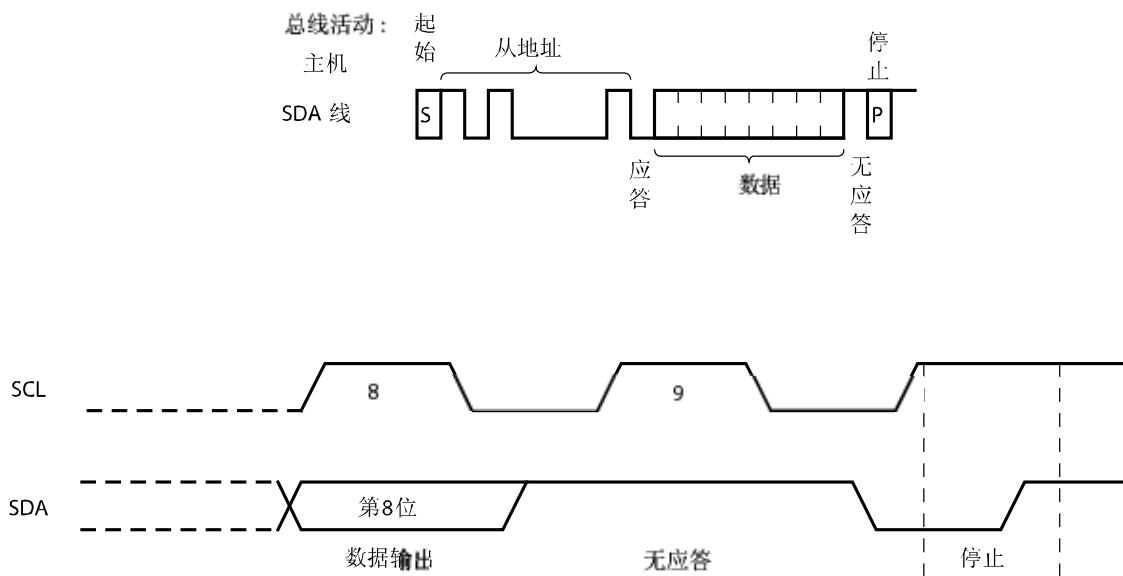 总线活动：
主机
SDA 线
起始
从地址
停止
S
P
应答
数据
无应答
SCL
8
9
SDA
第8位
数据输出
无应答
停止